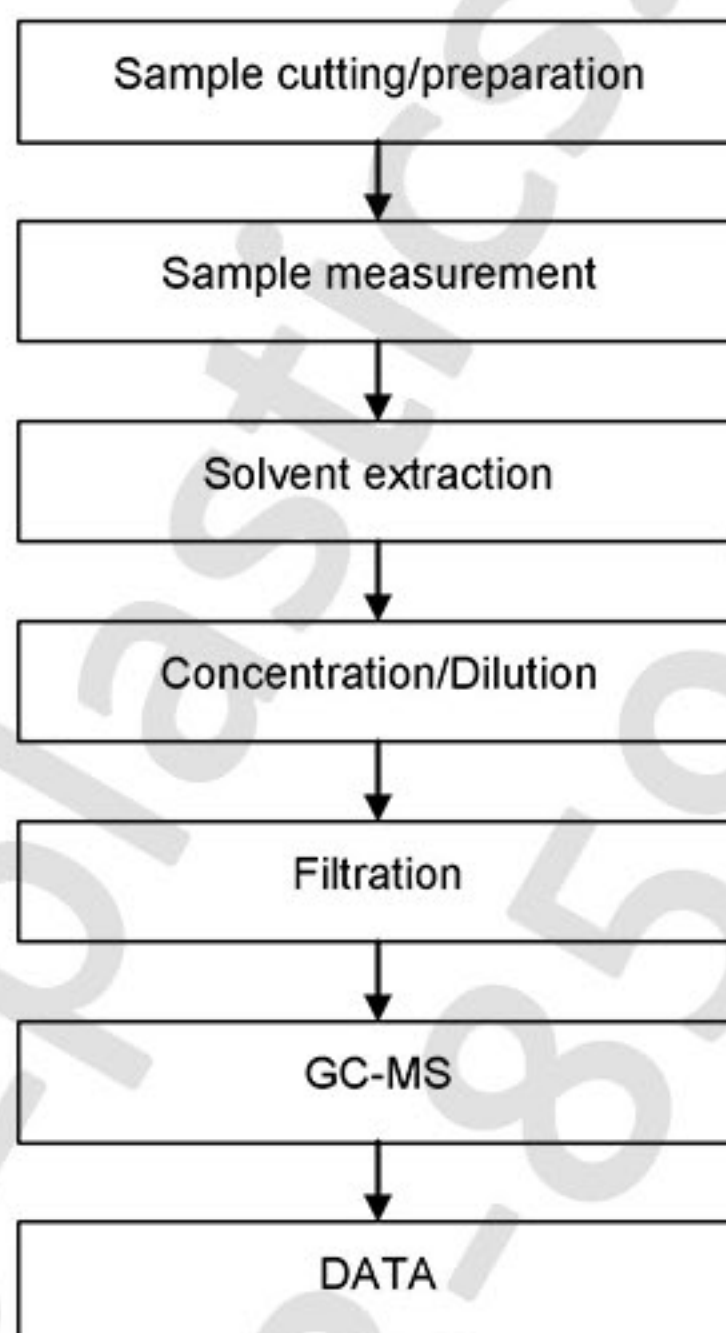 Sample cutting/preparation
Sample measurement
Solvent extraction
Concentration/Dilution
Filtration
GC-MS
DATA